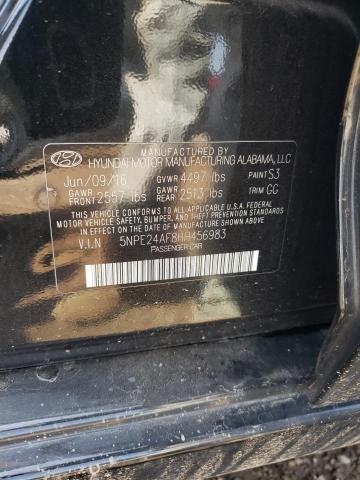 MANUFACTURED BY
HYUNDAI MOTOR MANUFACTURING ALABAMA, LLC
Jun/09/16 GVWR 4497 lbs PAINT S3
GAWR FRONT 2557 lbs GAWR REAR 2513 lbs TRIM GG
THIS VEHICLE CONFORMS TO ALL APPLICABLE U.S.A. FEDERAL
MOTOR VEHICLE SAFETY, BUMPER, AND THEFT PREVENTION
STANDARDS IN EFFECT ON THE DATE OF MANUFACTURE SHOWN ABOVE.
V.I.N 5NPE24AF8HH456983
PASSENGER CAR